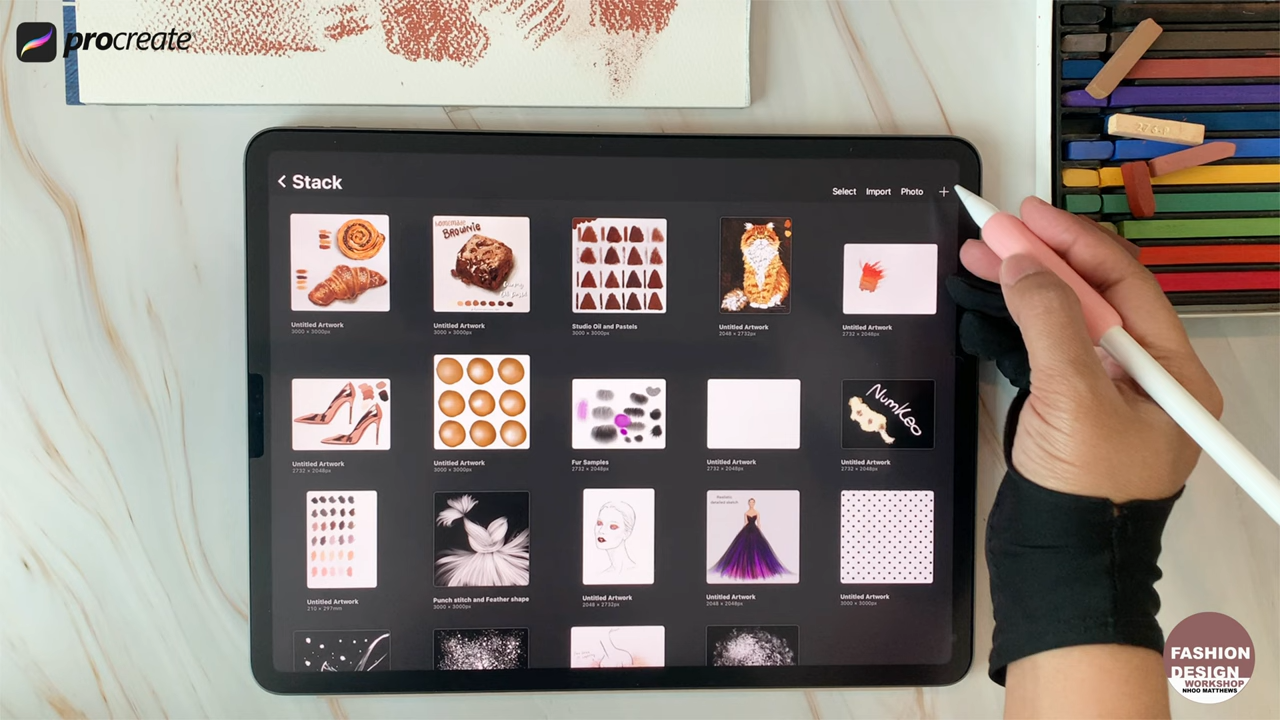 procreate
Stack
Select Import Photo
Untitled Artwork
3000 × 3000px
Untitled Artwork
3000 × 3000px
Studio Oil and Pastels
3000 × 3000px
Untitled Artwork
2048 × 2732px
Untitled Artwork
2732 × 2048px
BROWNIE
Untitled Artwork
2732 × 2048px
Untitled Artwork
3000 × 3000px
Fur Samples
2732 × 2048px
Untitled Artwork
2732 × 2048px
Untitled Artwork
2732 × 2048px
NumKeo
Untitled Artwork
210 × 297mm
Punch stitch and Feather shape
3000 × 3000px
Untitled Artwork
2048 × 2732px
Untitled Artwork
2048 × 2048px
Untitled Artwork
3000 × 3000px
FASHION
DESIGN
WORKSHOP
NHOO MATTHEWS